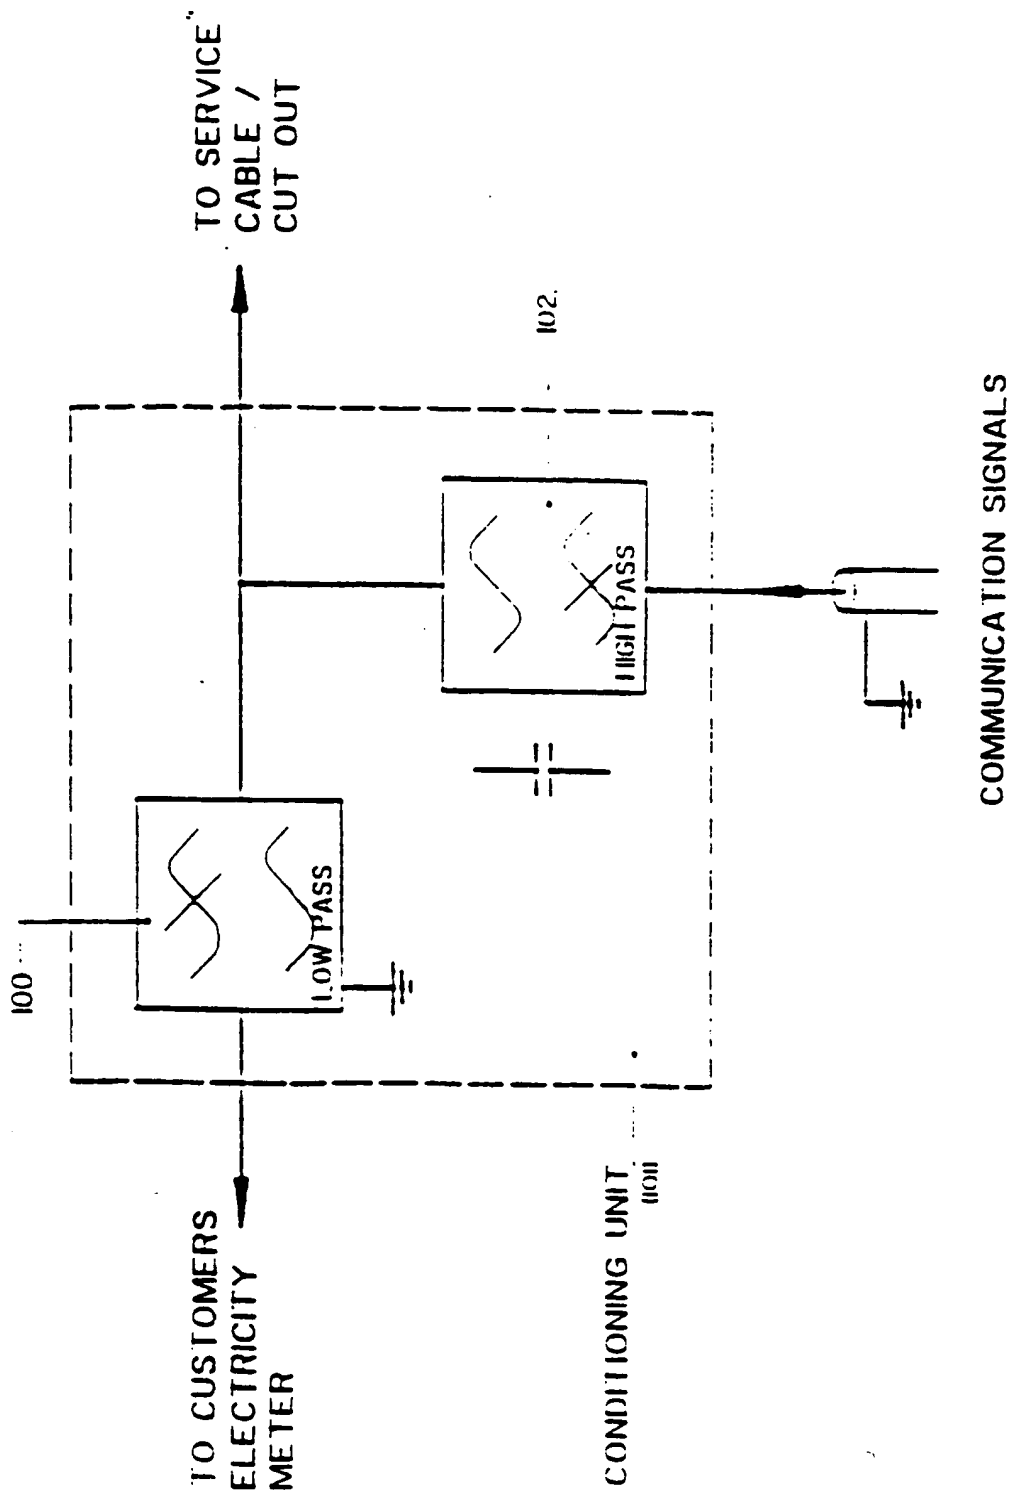 TO SERVICE
CABLE /
CUT OUT
102.
COMMUNICATION SIGNALS
HIGH PASS
100
LOW PASS
TO CUSTOMERS
ELECTRICITY
METER
CONDITIONING UNIT